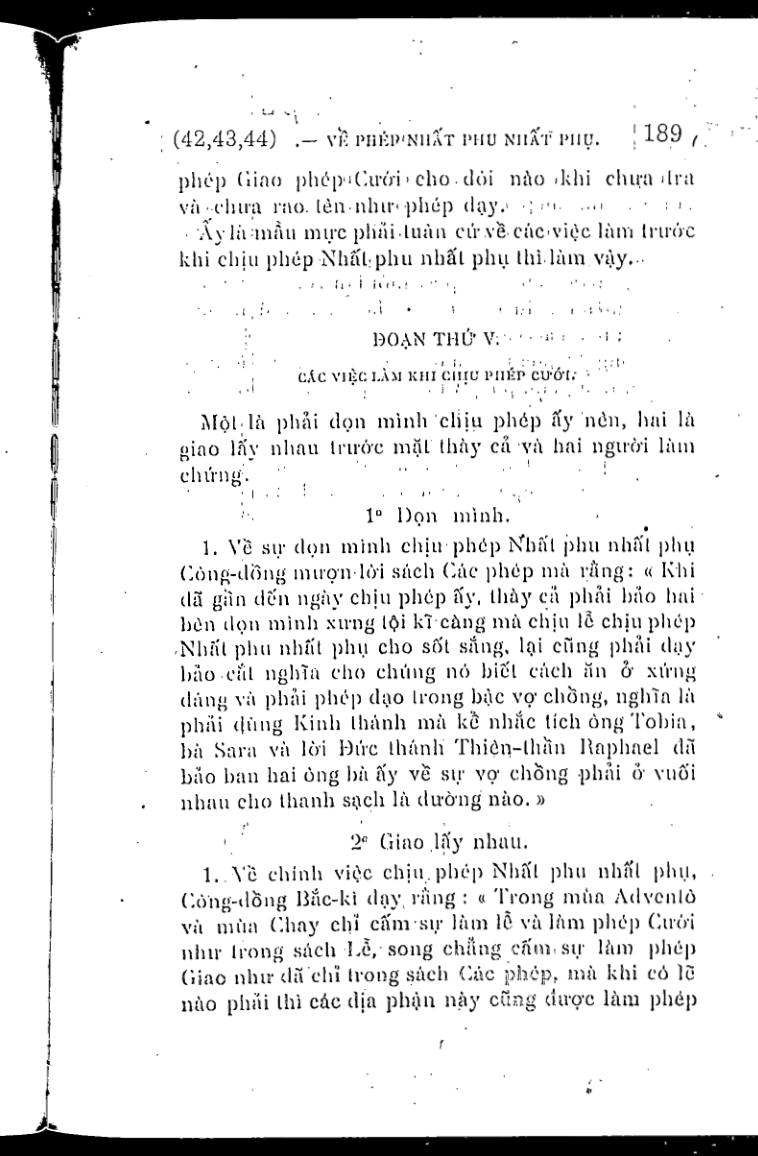 (42,43,44) .— VỀ PHÉP NHẤT PHU NHẤT PHỤ. 189
phép Giao phép Cưới cho dôi nào khi chưa tra
và chưa rao tên như phép dạy.
Ấy là mẫu mực phải tuân cứ về các việc làm trước
khi chịu phép Nhất phu nhất phụ thì làm vậy.
ĐOẠN THỨ V.
CÁC VIỆC LÀM KHI CHỊU PHÉP CƯỚI.
Một là phải dọn mình chịu phép ấy nên, hai là
giao lấy nhau trước mặt thày cả và hai người làm
chứng.
1º Dọn mình.
1. Về sự dọn mình chịu phép Nhất phu nhất phụ
Công-đồng mượn lời sách Các phép mà rằng: « Khi
đã gần đến ngày chịu phép ấy, thày cả phải bảo hai
bên dọn mình xưng tội kĩ càng mà chịu lễ chịu phép
Nhất phu nhất phụ cho sốt sắng, lại cũng phải dạy
bảo cắt nghĩa cho chúng nó biết cách ăn ở xứng
đáng và phải phép đạo trong bậc vợ chồng, nghĩa là
phải dùng Kinh thánh mà kể nhắc tích ông Tobia,
bà Sara và lời Đức thánh Thiên-thần Raphael đã
bảo ban hai ông bà ấy về sự vợ chồng phải ở vuối
nhau cho thanh sạch là dường nào. »
2º Giao lấy nhau.
1. Về chính việc chịu phép Nhất phu nhất phụ,
Công-đồng Bắc-kì dạy rằng : « Trong mùa Adventô
và mùa Chay chỉ cấm sự làm lễ và làm phép Cưới
như trong sách Lễ, song chẳng cấm sự làm phép
Giao như đã chỉ trong sách Các phép, mà khi có lẽ
nào phải thì các địa phận này cũng được làm phép